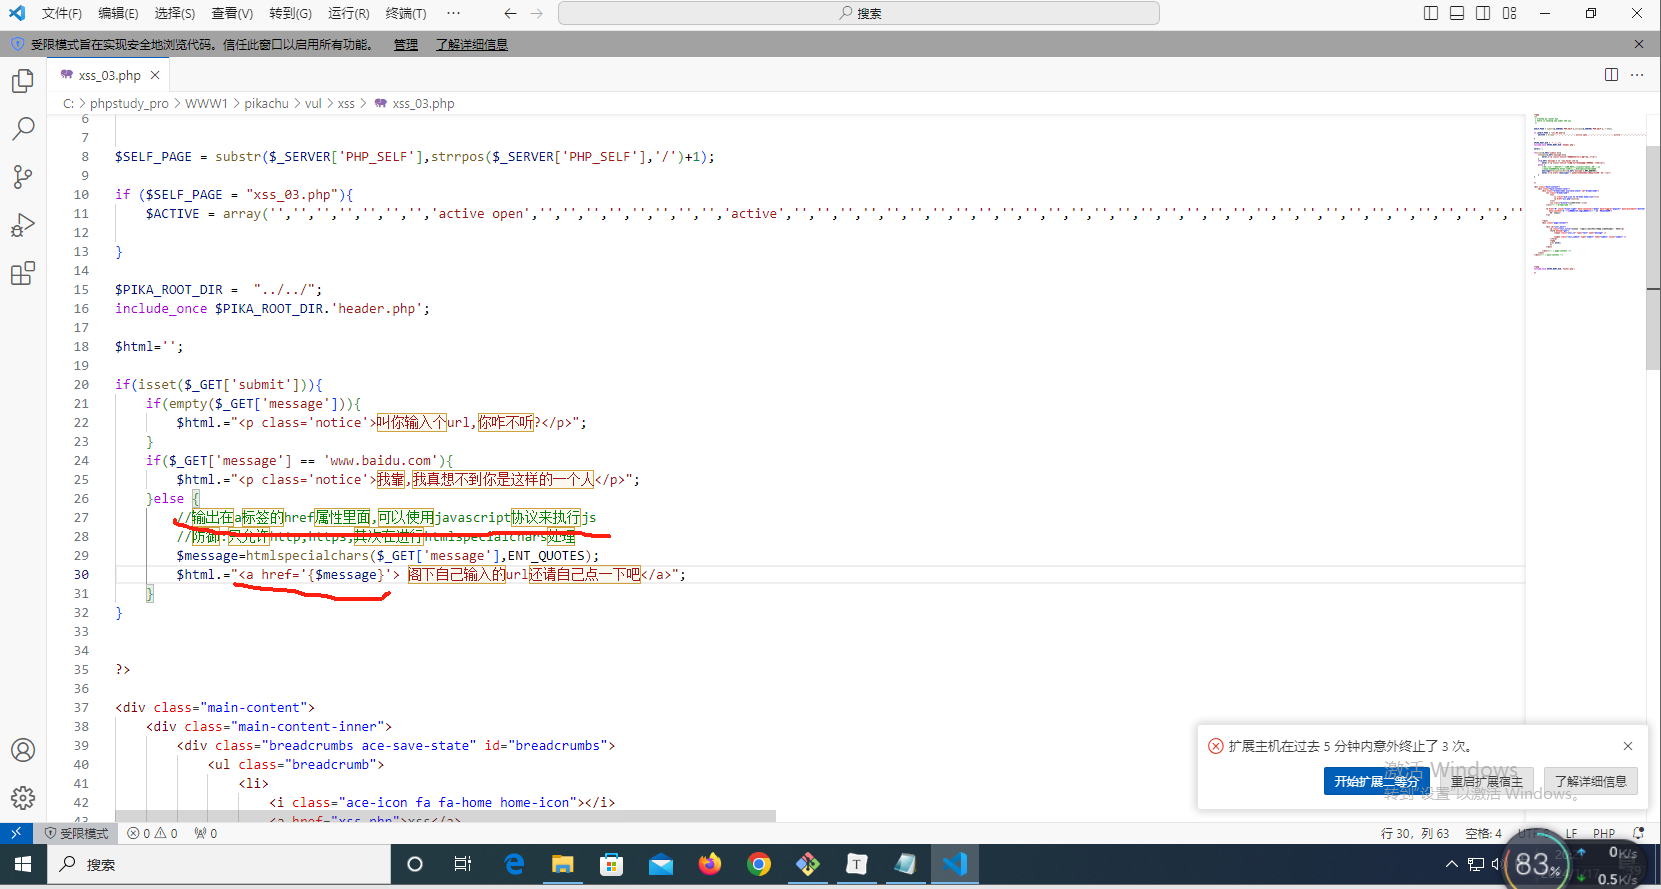 文件(F) 编辑(E) 选择(S) 查看(V) 转到(G) 运行(R) 终端(T) ··· 搜索
受限模式旨在实现安全地浏览代码。信任此窗口以启用所有功能。 管理 了解详细信息
xss_03.php
C: > phpstudy_pro > WWW1 > pikachu > vul > xss > xss_03.php
6
7
8 $SELF_PAGE = substr($_SERVER['PHP_SELF'],strrpos($_SERVER['PHP_SELF'],'/')+1);
9
10 if ($SELF_PAGE = "xss_03.php"){
11 $ACTIVE = array('','','','','','','','active open','','','','','','','','','active','','','','','','','','','','','','','','','','','','','','','','','','','','','','','','','',''
12
13 }
14
15 $PIKA_ROOT_DIR =  "../../";
16 include_once $PIKA_ROOT_DIR.'header.php';
17
18 $html='';
19
20 if(isset($_GET['submit'])){
21 if(empty($_GET['message'])){
22 $html.="<p class='notice'>叫你输入个url,你咋不听?</p>";
23 }
24 if($_GET['message'] == 'www.baidu.com'){
25 $html.="<p class='notice'>我靠,我真想不到你是这样的一个人</p>";
26 }else {
27 //输出在a标签的href属性里面,可以使用javascript协议来执行js
28 //防御:只允许http,https,其次在进行htmlspecialchars处理
29 $message=htmlspecialchars($_GET['message'],ENT_QUOTES);
30 $html.="<a href='{$message}'> 阁下自己输入的url还请自己点一下吧</a>";
31 }
32 }
33
34
35 ?>
36
37 <div class="main-content">
38 <div class="main-content-inner">
39 <div class="breadcrumbs ace-save-state" id="breadcrumbs">
40 <ul class="breadcrumb">
41 <li>
42 <i class="ace-icon fa fa-home home-icon"></i>
43 <a href="xss.php">xss</a>
扩展主机在过去 5 分钟内意外终止了 3 次。
开始扩展二等分 重启扩展宿主 了解详细信息
激活 Windows
转到"设置"以激活 Windows。
受限模式 0 0 0 行 30，列 63 空格: 4 UTF-8 LF PHP
搜索 83% 0K/s
0.5K/s